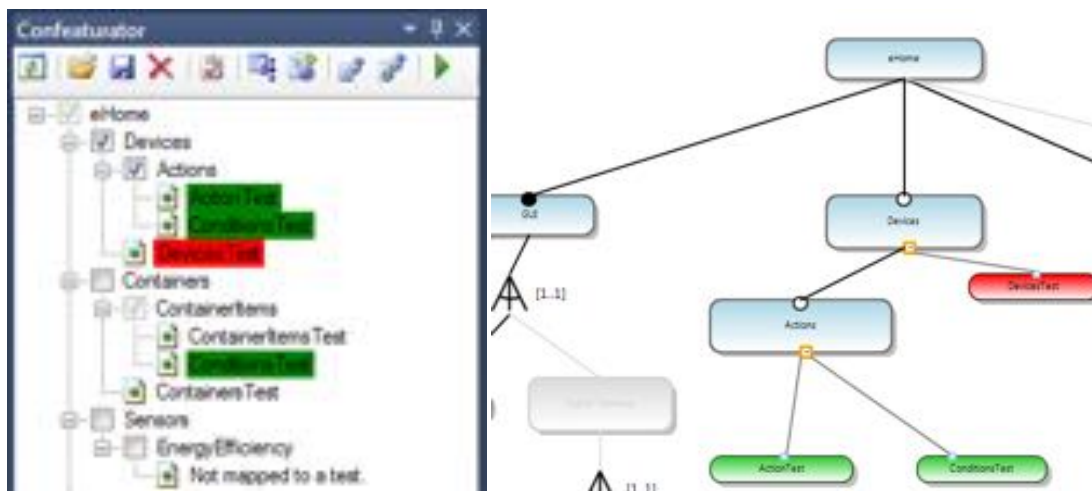 Confeaturator
eHome
Devices
Actions
ActionTest
ConditionsTest
DevicesTest
Containers
ContainerItems
ContainerItemsTest
ConditionsTest
ContainersTest
Sensors
EnergyEfficiency
Not mapped to a test.
eHome
GUI
Devices
DevicesTest
[1..1]
Actions
ActionTest
ConditionsTest
[1..1]